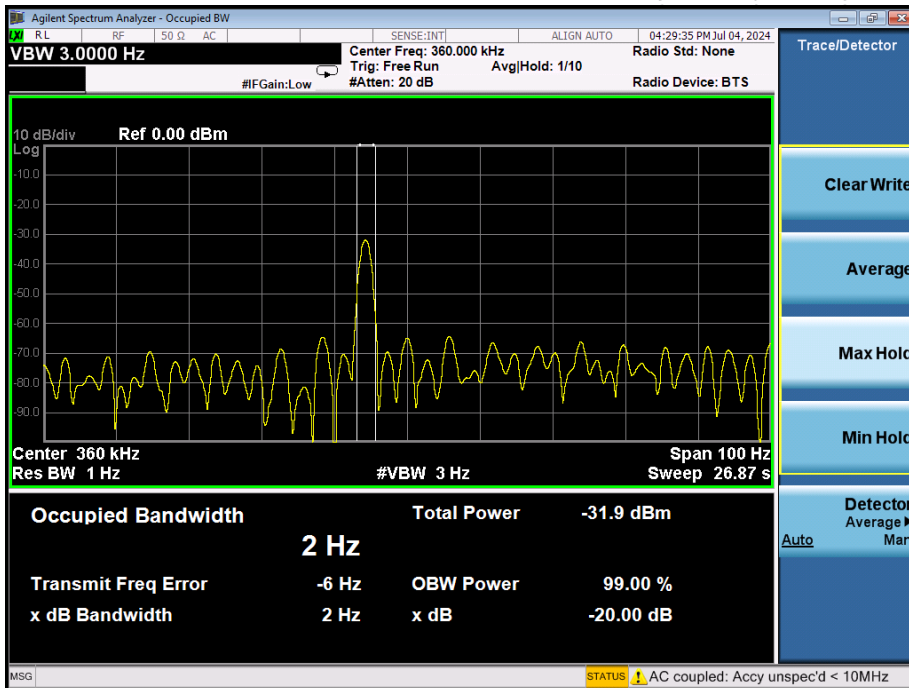 Agilent Spectrum Analyzer - Occupied BW
LXI RL RF 50 Ω AC SENSE:INT ALIGN AUTO 04:29:35 PM Jul 04, 2024
VBW 3.0000 Hz
Center Freq: 360.000 kHz
Radio Std: None
Trig: Free Run Avg|Hold: 1/10
#IFGain:Low #Atten: 20 dB
Radio Device: BTS
Trace/Detector
10 dB/div Ref 0.00 dBm
Log
-10.0
-20.0
-30.0
-40.0
-50.0
-60.0
-70.0
-80.0
-90.0
Center 360 kHz Span 100 Hz
Res BW 1 Hz #VBW 3 Hz Sweep 26.87 s
Occupied Bandwidth Total Power -31.9 dBm
2 Hz
Transmit Freq Error -6 Hz OBW Power 99.00 %
x dB Bandwidth 2 Hz x dB -20.00 dB
Clear Write
Average
Max Hold
Min Hold
Detector
Average
Auto Man
MSG STATUS AC coupled: Accy unspec'd < 10MHz